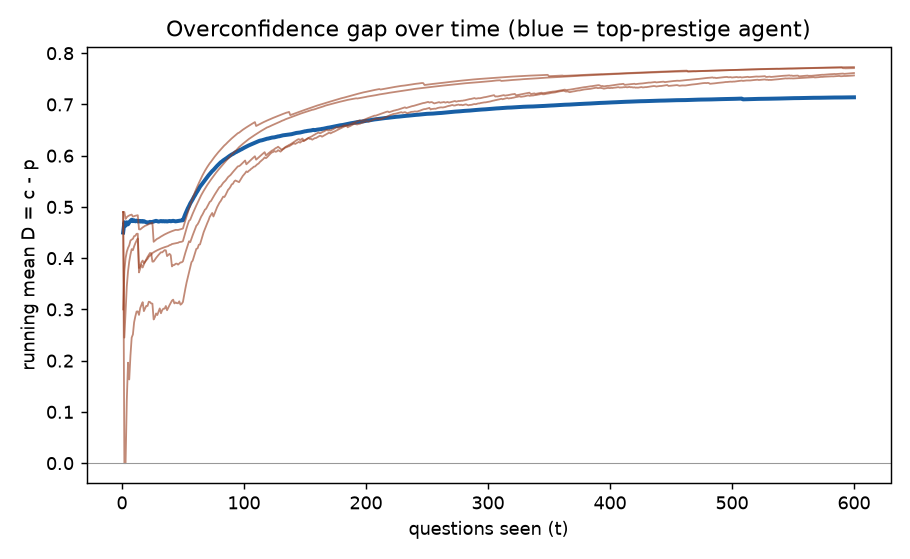 Overconfidence gap over time (blue = top-prestige agent)
running mean D = c - p
0.8
0.7
0.6
0.5
0.4
0.3
0.2
0.1
0.0
0 100 200 300 400 500 600
questions seen (t)